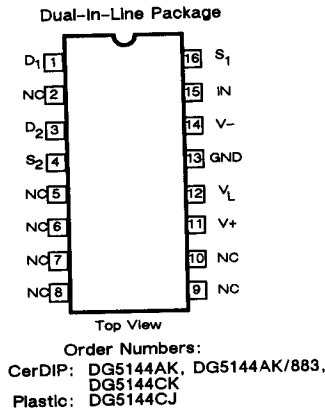 Dual-In-Line Package
D1 1
NC 2
D2 3
S2 4
NC 5
NC 6
NC 7
NC 8
16 S1
15 IN
14 V-
13 GND
12 VL
11 V+
10 NC
9 NC
Top View
Order Numbers:
CerDIP: DG5144AK, DG5144AK/883,
DG5144CK
Plastic: DG5144CJ